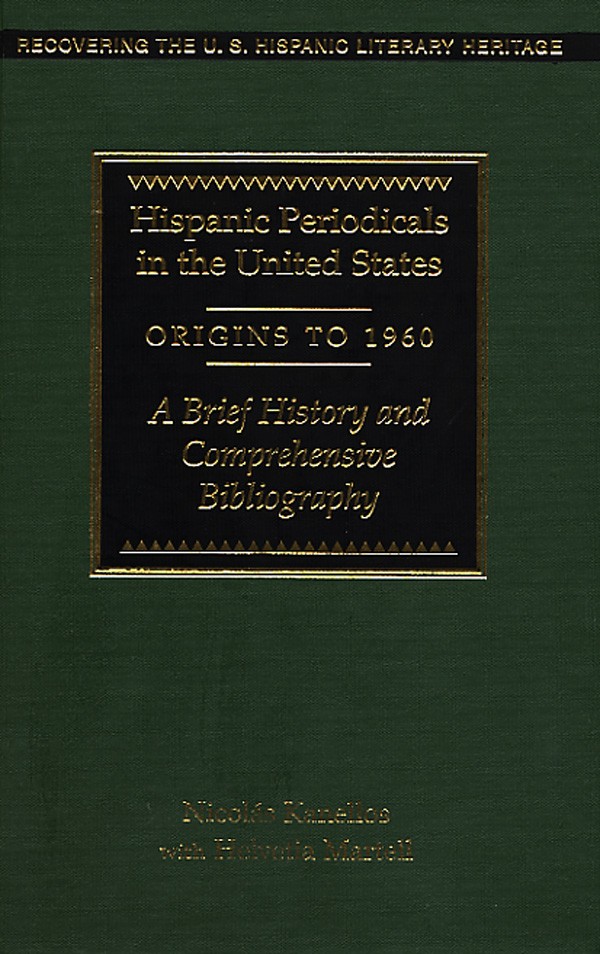 RECOVERING THE U. S. HISPANIC LITERARY HERITAGE
Hispanic Periodicals
in the United States
ORIGINS TO 1960
A Brief History and
Comprehensive
Bibliography
Nicolás Kanellos
with Helvetia Martell